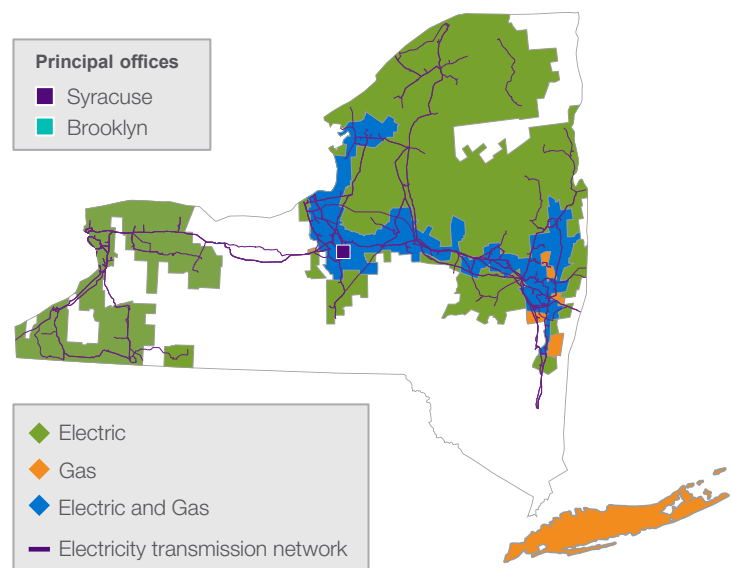 Principal offices
Syracuse
Brooklyn
Electric
Gas
Electric and Gas
Electricity transmission network